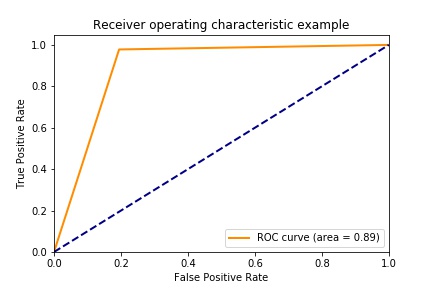 Receiver operating characteristic example
True Positive Rate
1.0
0.8
0.6
0.4
0.2
0.0
ROC curve (area = 0.89)
0.0 0.2 0.4 0.6 0.8 1.0
False Positive Rate